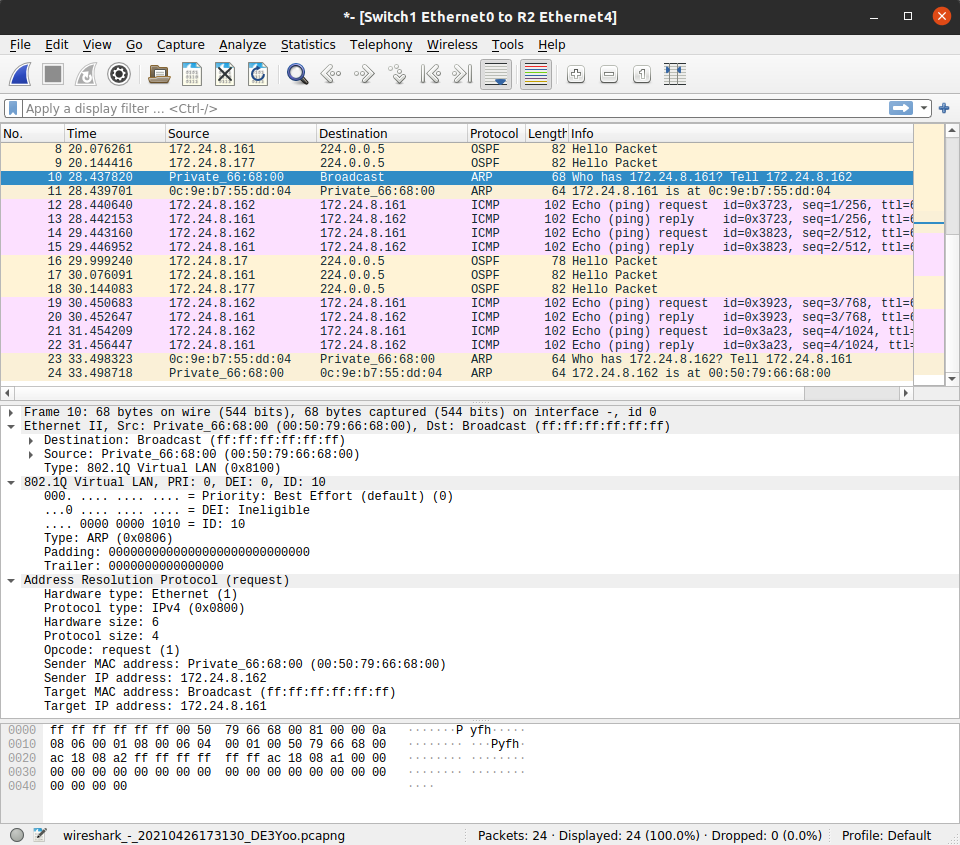 *- [Switch1 Ethernet0 to R2 Ethernet4]
File Edit View Go Capture Analyze Statistics Telephony Wireless Tools Help
Apply a display filter ... <Ctrl-/>
No. Time Source Destination Protocol Length Info
8 20.076261 172.24.8.161 224.0.0.5 OSPF 82 Hello Packet
9 20.144416 172.24.8.177 224.0.0.5 OSPF 82 Hello Packet
10 28.437820 Private_66:68:00 Broadcast ARP 68 Who has 172.24.8.161? Tell 172.24.8.162
11 28.439701 0c:9e:b7:55:dd:04 Private_66:68:00 ARP 64 172.24.8.161 is at 0c:9e:b7:55:dd:04
12 28.440640 172.24.8.162 172.24.8.161 ICMP 102 Echo (ping) request id=0x3723, seq=1/256, ttl=6
13 28.442153 172.24.8.161 172.24.8.162 ICMP 102 Echo (ping) reply id=0x3723, seq=1/256, ttl=6
14 29.443160 172.24.8.162 172.24.8.161 ICMP 102 Echo (ping) request id=0x3823, seq=2/512, ttl=6
15 29.446952 172.24.8.161 172.24.8.162 ICMP 102 Echo (ping) reply id=0x3823, seq=2/512, ttl=6
16 29.999240 172.24.8.17 224.0.0.5 OSPF 78 Hello Packet
17 30.076091 172.24.8.161 224.0.0.5 OSPF 82 Hello Packet
18 30.144083 172.24.8.177 224.0.0.5 OSPF 82 Hello Packet
19 30.450683 172.24.8.162 172.24.8.161 ICMP 102 Echo (ping) request id=0x3923, seq=3/768, ttl=6
20 30.452647 172.24.8.161 172.24.8.162 ICMP 102 Echo (ping) reply id=0x3923, seq=3/768, ttl=6
21 31.454209 172.24.8.162 172.24.8.161 ICMP 102 Echo (ping) request id=0x3a23, seq=4/1024, ttl=
22 31.456447 172.24.8.161 172.24.8.162 ICMP 102 Echo (ping) reply id=0x3a23, seq=4/1024, ttl=
23 33.498323 0c:9e:b7:55:dd:04 Private_66:68:00 ARP 64 Who has 172.24.8.162? Tell 172.24.8.161
24 33.498718 Private_66:68:00 0c:9e:b7:55:dd:04 ARP 64 172.24.8.162 is at 00:50:79:66:68:00
Frame 10: 68 bytes on wire (544 bits), 68 bytes captured (544 bits) on interface -, id 0
Ethernet II, Src: Private_66:68:00 (00:50:79:66:68:00), Dst: Broadcast (ff:ff:ff:ff:ff:ff)
Destination: Broadcast (ff:ff:ff:ff:ff:ff)
Source: Private_66:68:00 (00:50:79:66:68:00)
Type: 802.1Q Virtual LAN (0x8100)
802.1Q Virtual LAN, PRI: 0, DEI: 0, ID: 10
000. .... .... .... = Priority: Best Effort (default) (0)
...0 .... .... .... = DEI: Ineligible
.... 0000 0000 1010 = ID: 10
Type: ARP (0x0806)
Padding: 000000000000000000000000
Trailer: 0000000000000000
Address Resolution Protocol (request)
Hardware type: Ethernet (1)
Protocol type: IPv4 (0x0800)
Hardware size: 6
Protocol size: 4
Opcode: request (1)
Sender MAC address: Private_66:68:00 (00:50:79:66:68:00)
Sender IP address: 172.24.8.162
Target MAC address: Broadcast (ff:ff:ff:ff:ff:ff)
Target IP address: 172.24.8.161
0000 ff ff ff ff ff ff 00 50 79 66 68 00 81 00 00 0a ·······P yfh·····
0010 08 06 00 01 08 00 06 04 00 01 00 50 79 66 68 00 ········ ···Pyfh·
0020 ac 18 08 a2 ff ff ff ff ff ff ac 18 08 a1 00 00 ········ ········
0030 00 00 00 00 00 00 00 00 00 00 00 00 00 00 00 00 ········ ········
0040 00 00 00 00 ····
wireshark_-_20210426173130_DE3Yoo.pcapng Packets: 24 · Displayed: 24 (100.0%) · Dropped: 0 (0.0%) Profile: Default